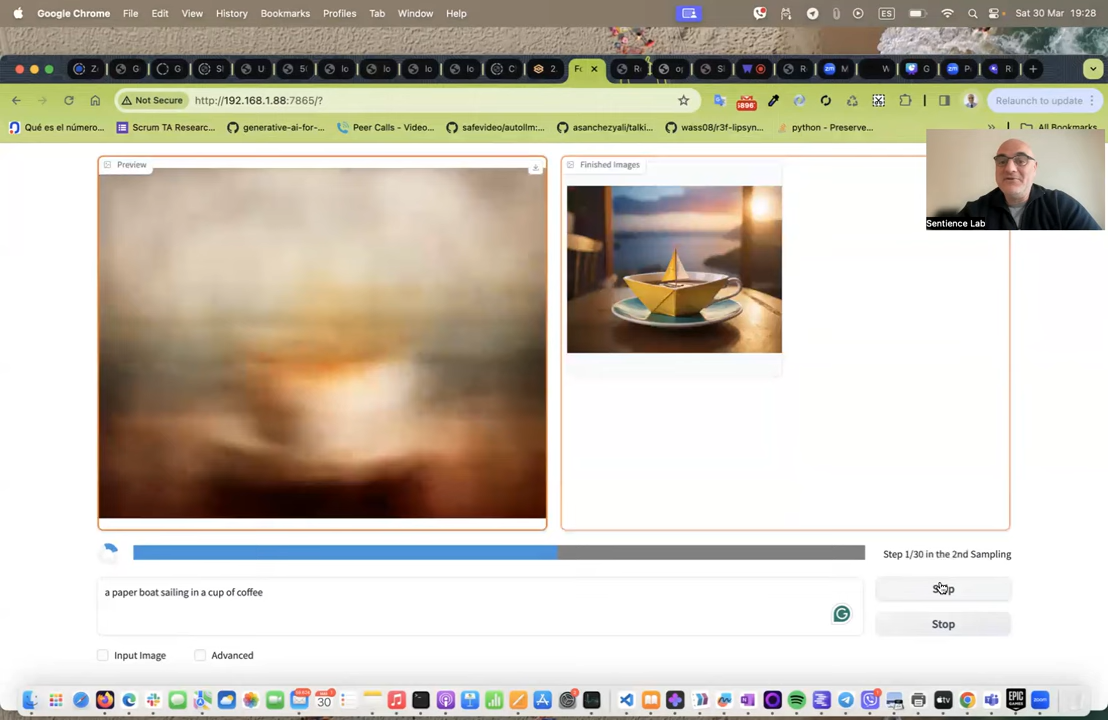 Google Chrome File Edit View History Bookmarks Profiles Tab Window Help ES Sat 30 Mar 19:28
Not Secure http://192.168.1.88:7865/? $896 Relaunch to update
Qué es el número... Scrum TA Researc... generative-ai-for-... Peer Calls - Video... safevideo/autollm:... asanchezyali/talki... wass08/r3f-lipsyn... python - Preserve... » All Bookmarks
Preview
Finished Images
Sentience Lab
Step 1/30 in the 2nd Sampling
a paper boat sailing in a cup of coffee
Stop
Input Image
Advanced